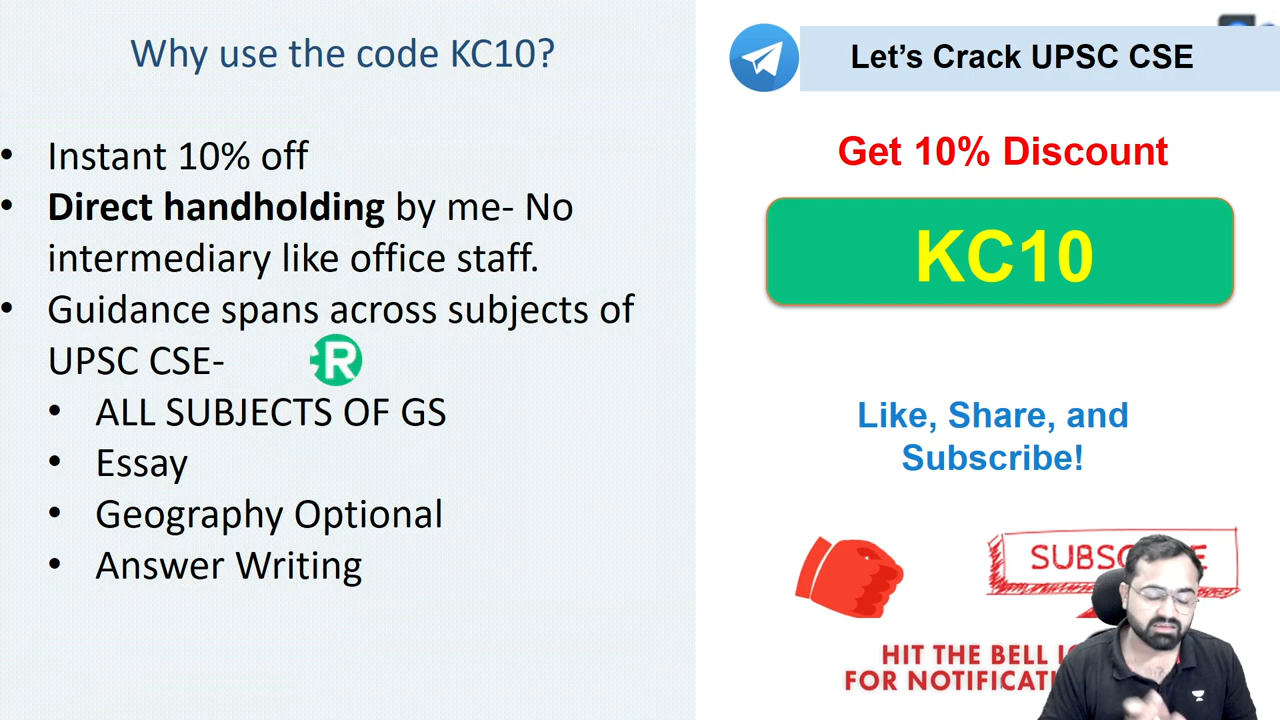 Why use the code KC10?
• Instant 10% off
• Direct handholding by me- No
intermediary like office staff.
• Guidance spans across subjects of
UPSC CSE-
R
• ALL SUBJECTS OF GS
• Essay
• Geography Optional
• Answer Writing
Let’s Crack UPSC CSE
Get 10% Discount
KC10
Like, Share, and
Subscribe!
HIT THE BELL
FOR